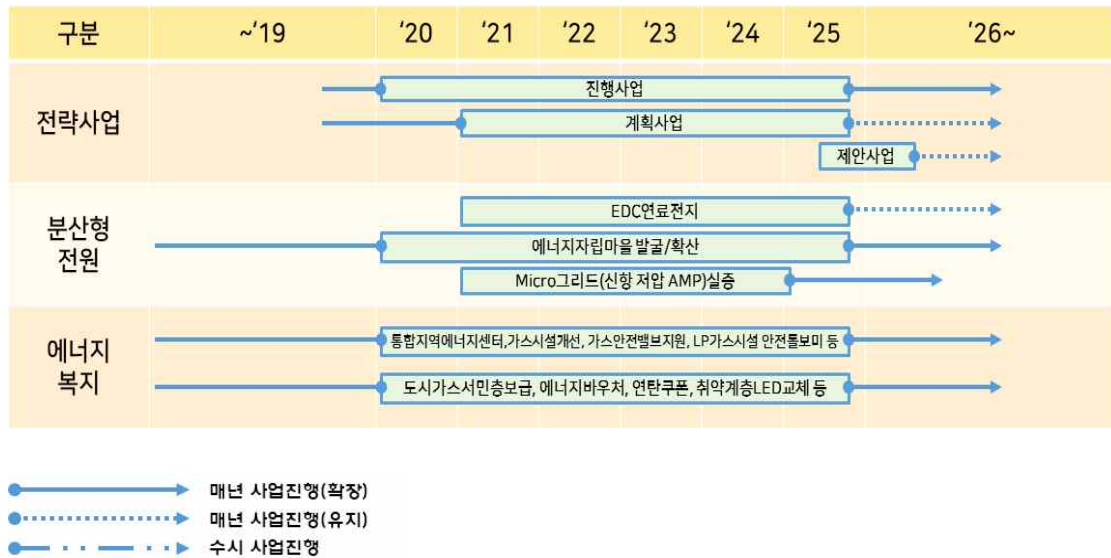 구분 ~‘19 ‘20 ‘21 ‘22 ‘23 ‘24 ‘25 ‘26~
전략사업
진행사업
계획사업
제안사업
분산형
전원
EDC연료전지
에너지자립마을 발굴/확산
Micro그리드(신항 저압 AMP)실증
에너지
복지
통합지역에너지센터,가스시설개선, 가스안전밸브지원, LP가스시설 안전톨보미 등
도시가스서민층보급, 에너지바우처, 연탄쿠폰, 취약계층LED교체 등
매년 사업진행(확장)
매년 사업진행(유지)
수시 사업진행